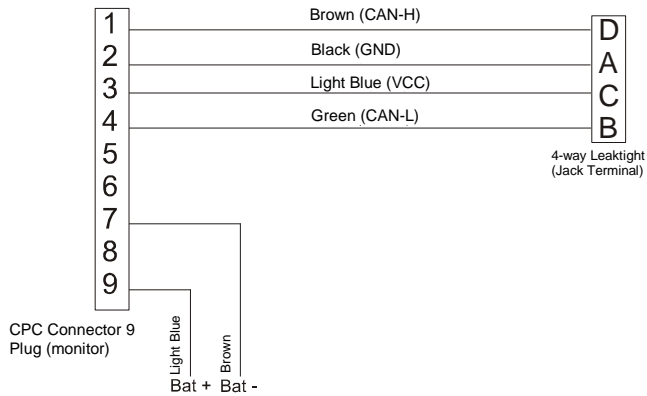 1
2
3
4
5
6
7
8
9
Brown (CAN-H)
Black (GND)
Light Blue (VCC)
Green (CAN-L)
D
A
C
B
4-way Leaktight
(Jack Terminal)
CPC Connector 9
Plug (monitor)
Light Blue
Brown
Bat + Bat -